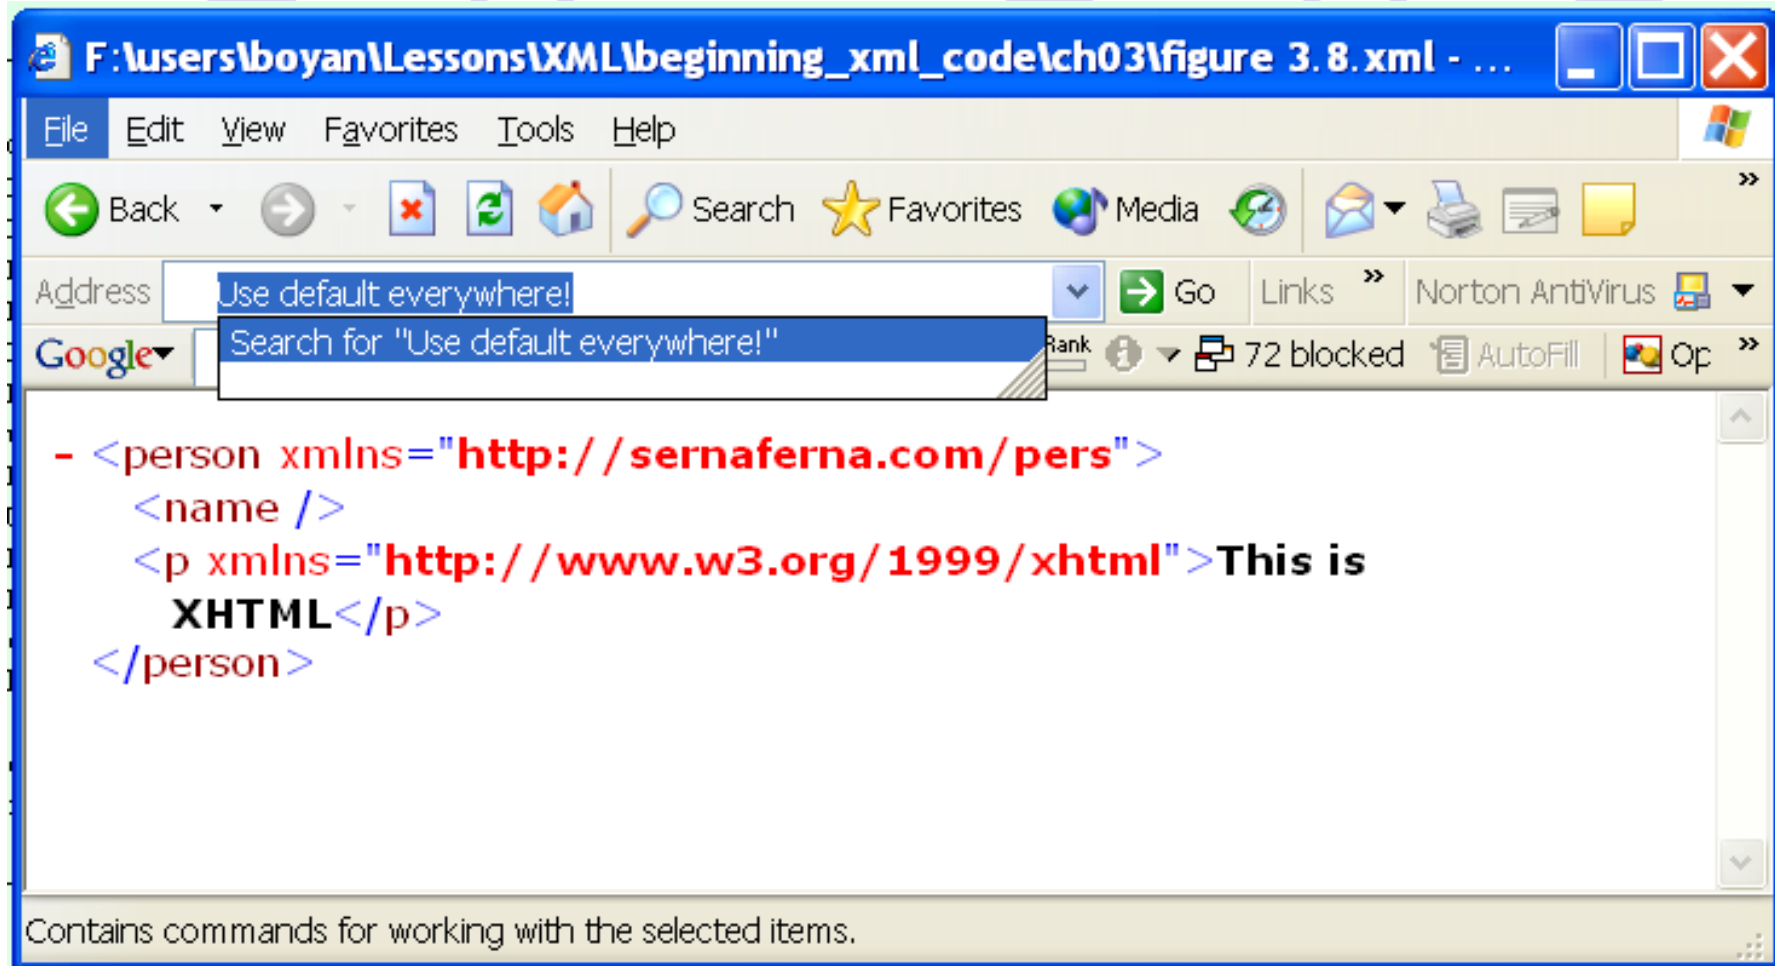 F:\users\boyan\Lessons\XML\beginning_xml_code\ch03\figure 3.8.xml - ...
File Edit View Favorites Tools Help
Back Search Favorites Media »
Address Use default everywhere! Go Links » Norton AntiVirus
Search for "Use default everywhere!"
Google Rank 72 blocked AutoFill Op »
- <person xmlns="http://sernaferna.com/pers">
<name />
<p xmlns="http://www.w3.org/1999/xhtml">This is
XHTML</p>
</person>
Contains commands for working with the selected items.